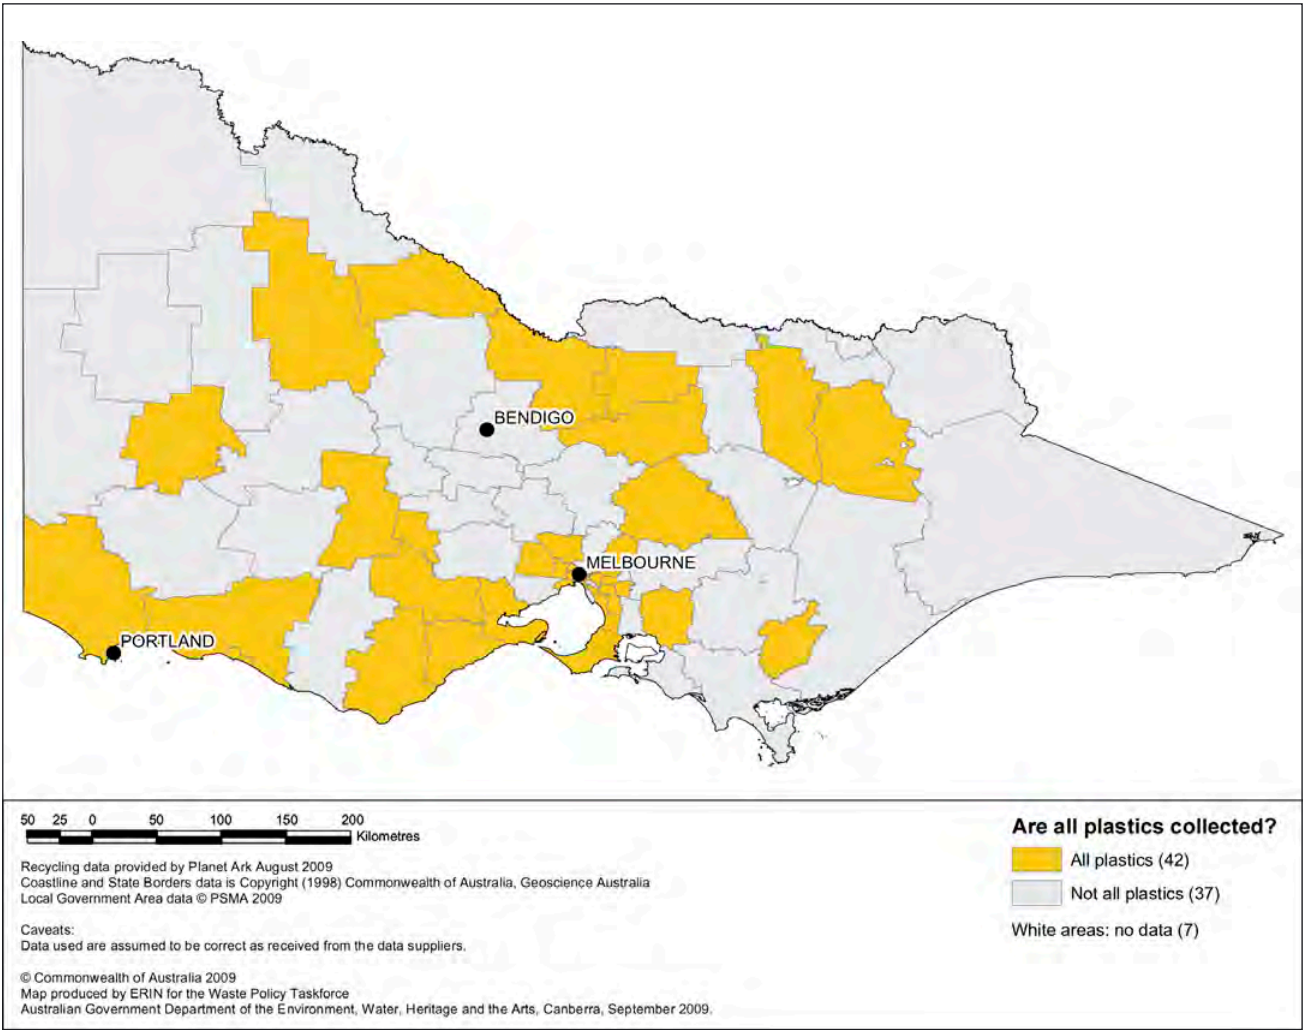 BENDIGO
MELBOURNE
PORTLAND
50 25 0 50 100 150 200
Kilometres
Recycling data provided by Planet Ark August 2009
Coastline and State Borders data is Copyright (1998) Commonwealth of Australia, Geoscience Australia
Local Government Area data © PSMA 2009
Caveats:
Data used are assumed to be correct as received from the data suppliers.
© Commonwealth of Australia 2009
Map produced by ERIN for the Waste Policy Taskforce
Australian Government Department of the Environment, Water, Heritage and the Arts, Canberra, September 2009.
Are all plastics collected?
All plastics (42)
Not all plastics (37)
White areas: no data (7)